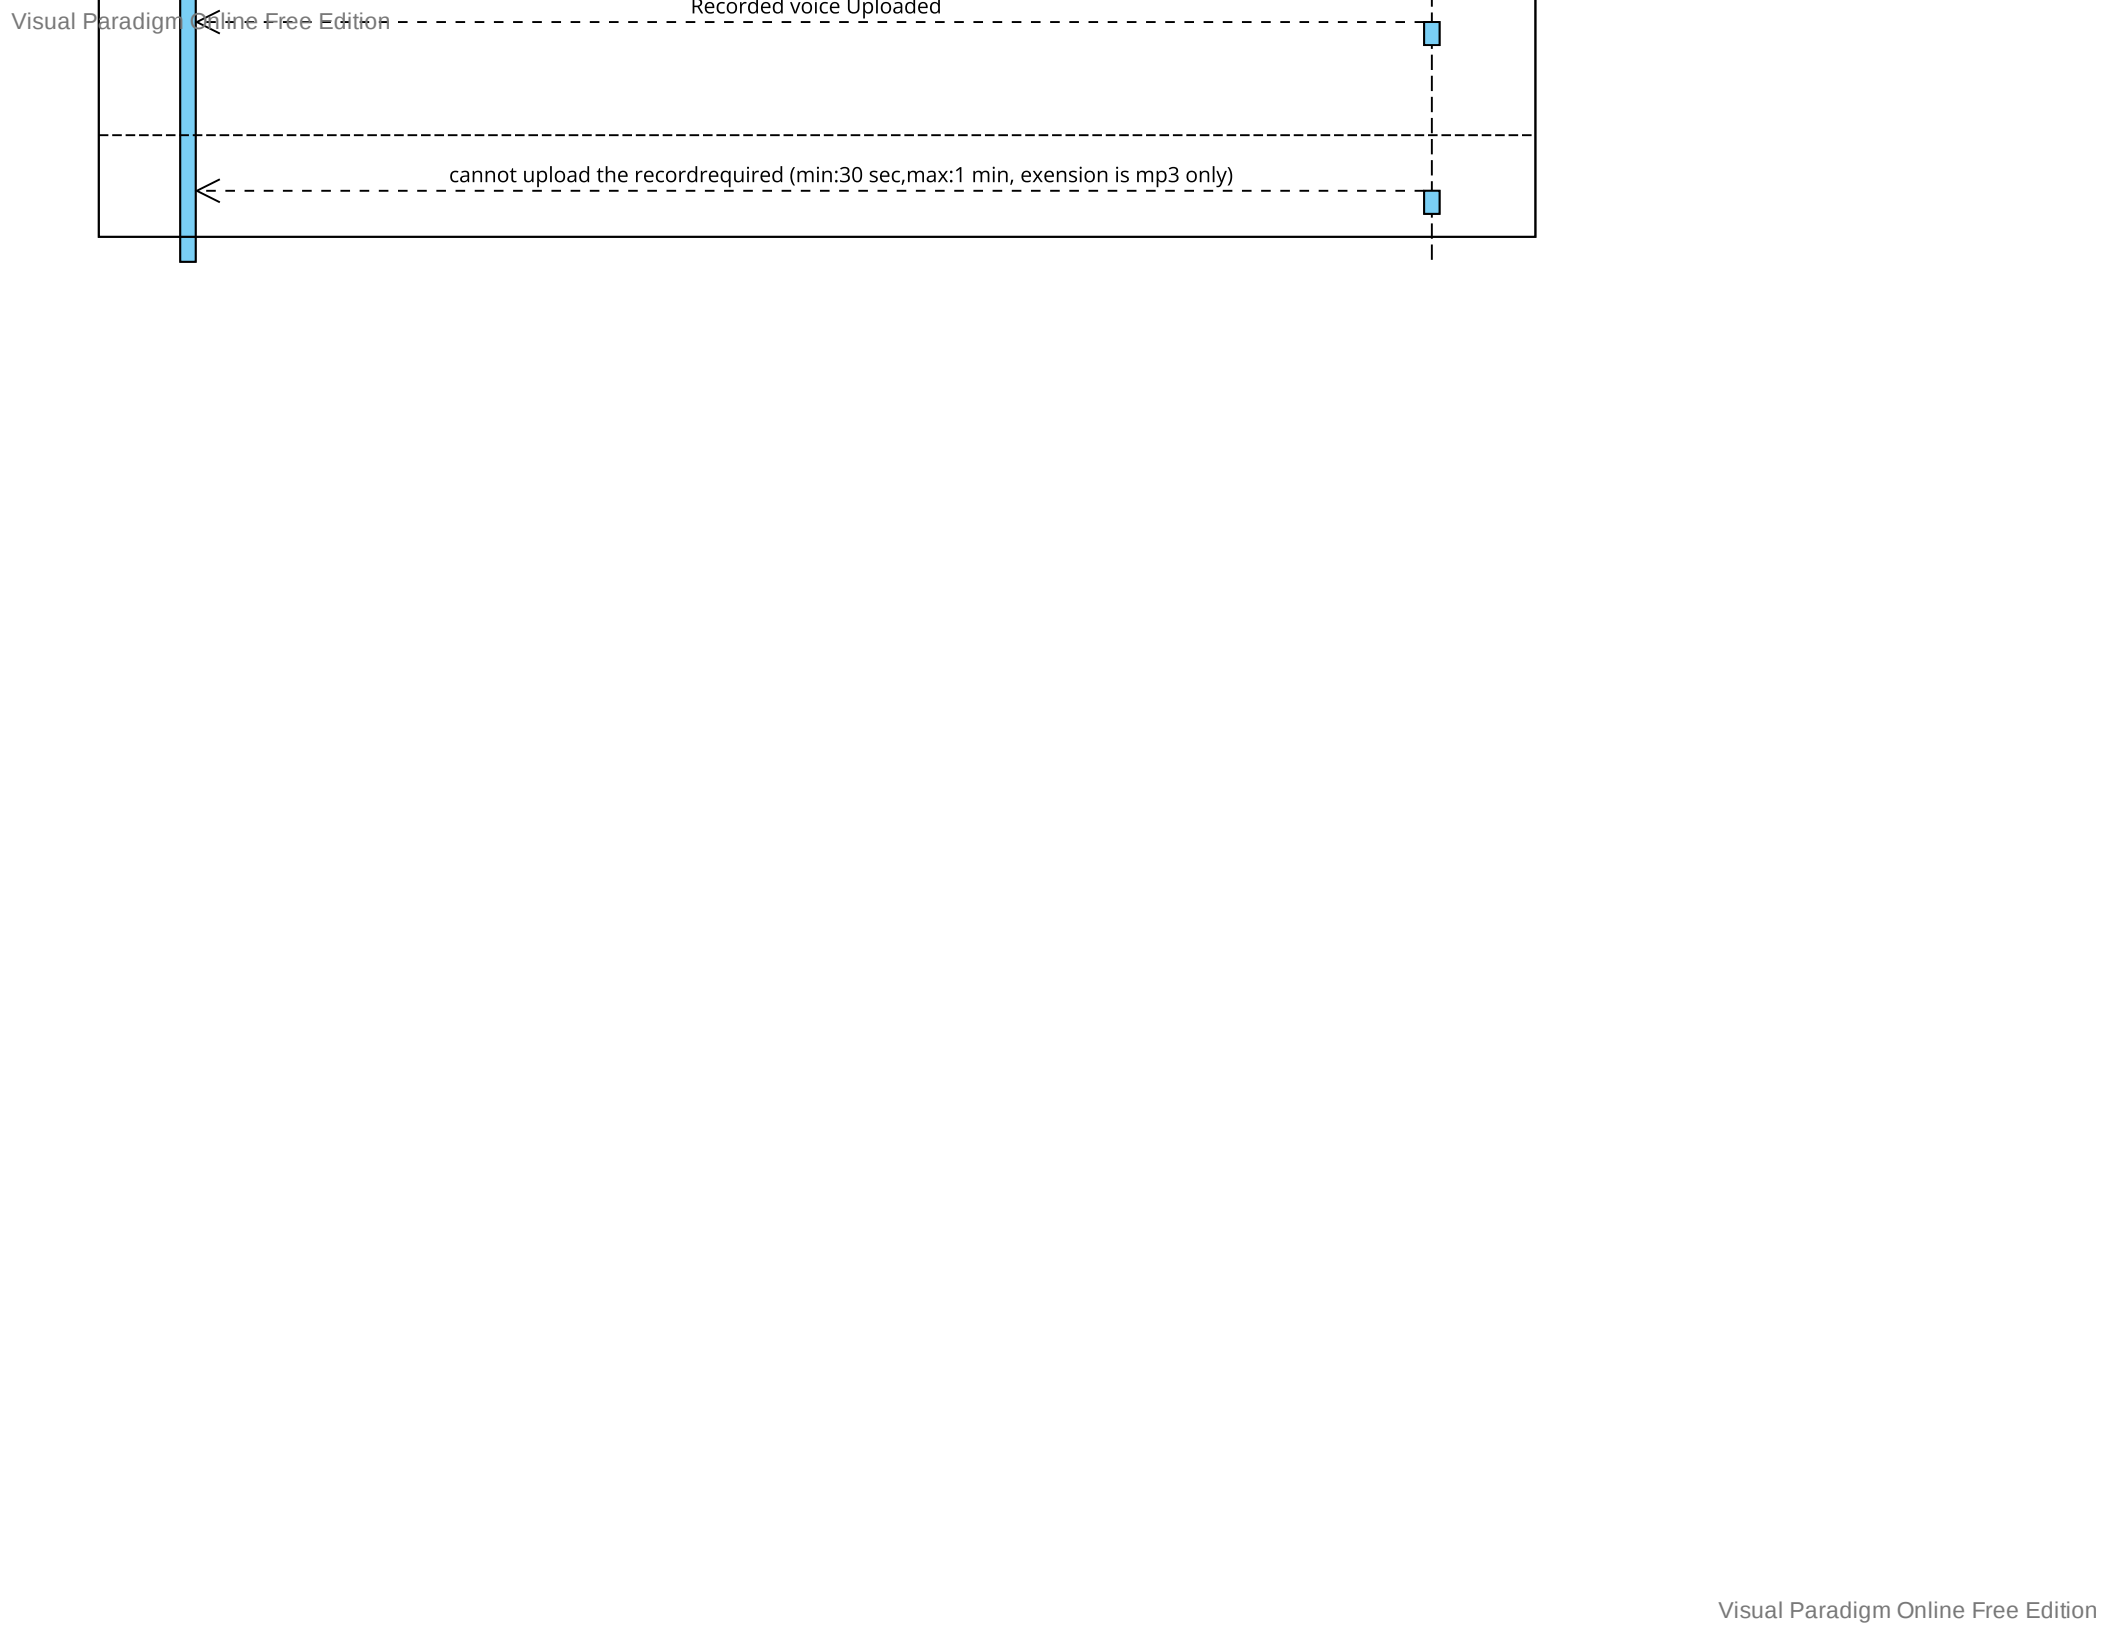 Recorded voice Uploaded
Visual Paradigm Online Free Edition
cannot upload the recordrequired (min:30 sec,max:1 min, exension is mp3 only)
Visual Paradigm Online Free Edition